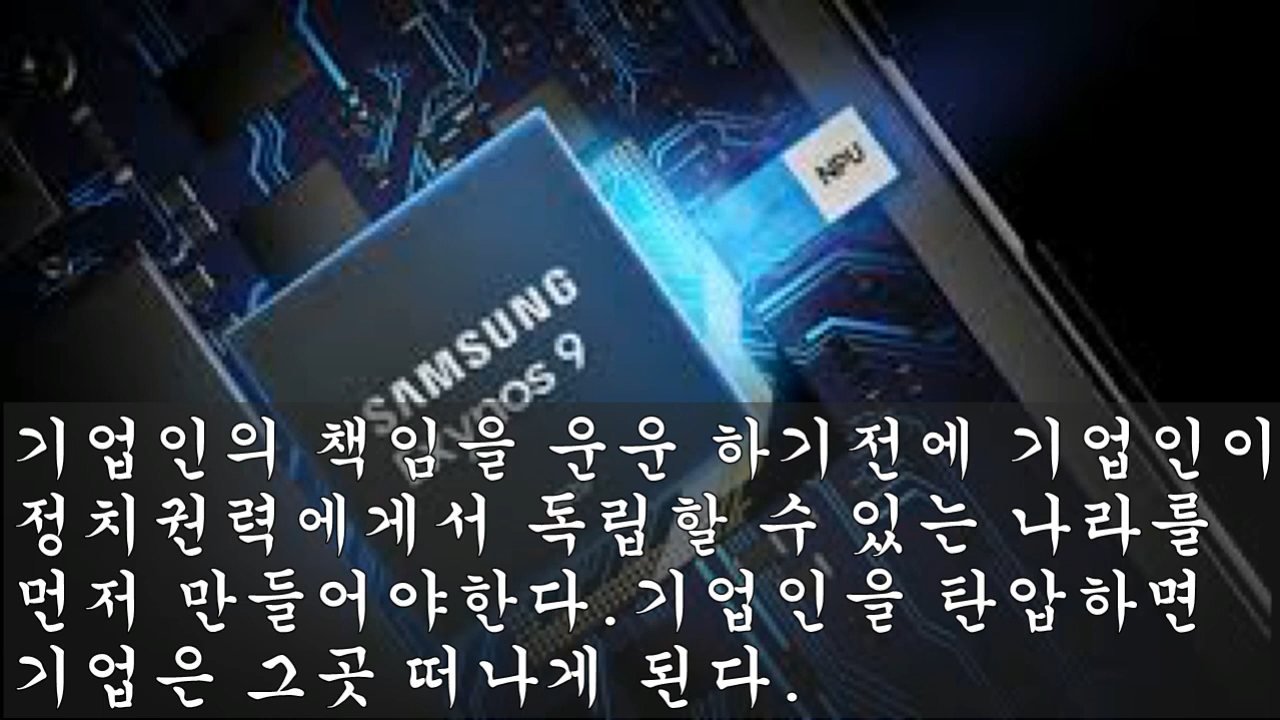 NPU
SAMSUNG
Exynos 9
기업인의 책임을 운운 하기전에 기업인이
정치권력에게서 독립할 수 있는 나라를
먼저 만들어야한다.기업인을 탄압하면
기업은 그곳 떠나게 된다.